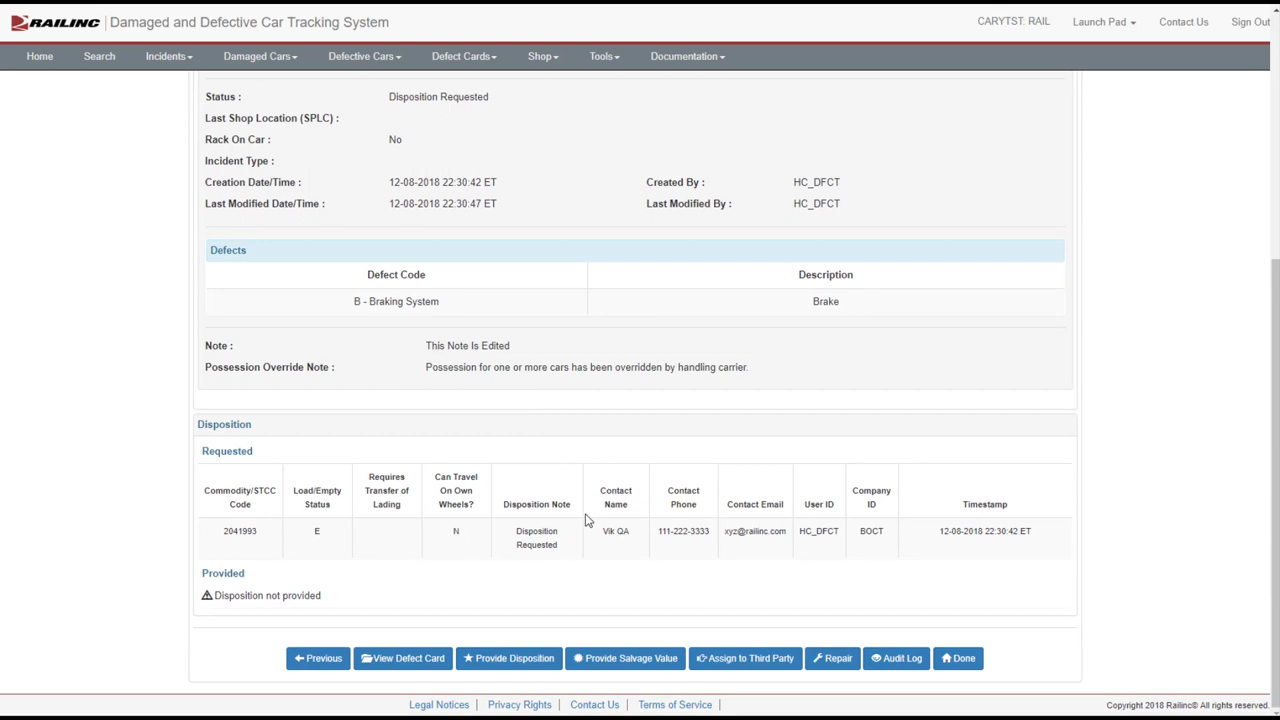 RAILINC | Damaged and Defective Car Tracking System CARYTST. RAIL Launch Pad Contact Us Sign Out
Home Search Incidents Damaged Cars Defective Cars Defect Cards Shop Tools Documentation
Status : Disposition Requested
Last Shop Location (SPLC) :
Rack On Car : No
Incident Type :
Creation Date/Time : 12-08-2018 22:30:42 ET Created By : HC_DFCT
Last Modified Date/Time : 12-08-2018 22:30:47 ET Last Modified By : HC_DFCT
Defects
Defect Code Description
B - Braking System Brake
Note : This Note Is Edited
Possession Override Note : Possession for one or more cars has been overridden by handling carrier.
Disposition
Requested
Commodity/STCC Code Load/Empty Status Requires Transfer of Lading Can Travel On Own Wheels? Disposition Note Contact Name Contact Phone Contact Email User ID Company ID Timestamp
2041993 E N Disposition Requested Vik QA 111-222-3333 xyz@railinc.com HC_DFCT BOCT 12-08-2018 22:30:42 ET
Provided
Disposition not provided
Previous View Defect Card Provide Disposition Provide Salvage Value Assign to Third Party Repair Audit Log Done
Legal Notices | Privacy Rights | Contact Us | Terms of Service | Copyright 2018 Railinc© All rights reserved.